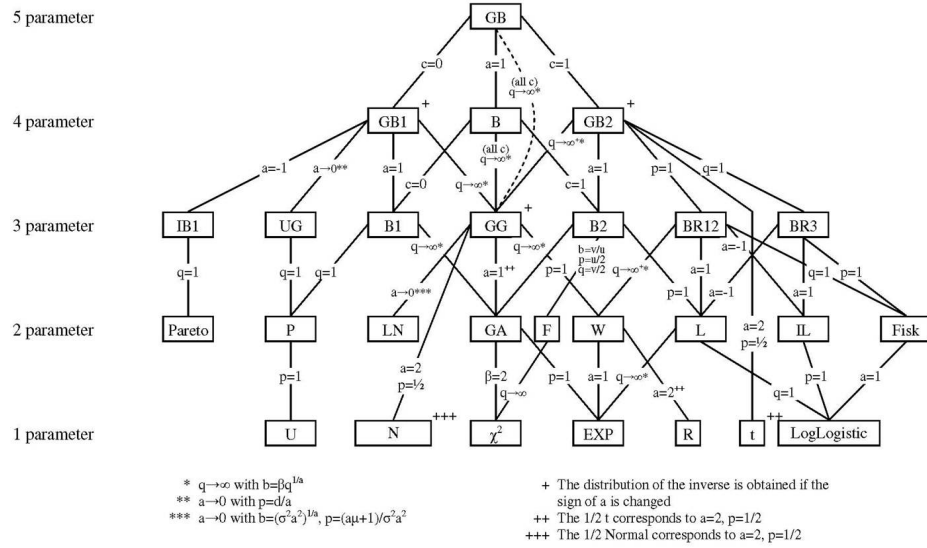 5 parameter
GB
c=0
a=1
c=1
(all c)
q→∞*
4 parameter
GB1
+
B
GB2
+
a=-1
a→0**
a=1
c=0
q→∞*
(all c)
q→∞*
q→∞⁺*
c=1
a=1
p=1
q=1
3 parameter
IB1
UG
B1
GG
+
B2
BR12
BR3
q=1
q=1
q=1
q→∞*
a→0***
a=1⁺⁺
q→∞*
p=1
b=v/u
p=u/2
q=v/2
q→∞⁺*
p=1
a=1
a=-1
a=-1
a=1
q=1
p=1
2 parameter
Pareto
P
LN
GA
F
W
L
IL
Fisk
p=1
a=2
p=½
β=2
q→∞
p=1
a=1
q→∞*
a=2⁺⁺
a=2
p=½
q=1
p=1
a=1
1 parameter
U
N
+++
χ²
EXP
R
t
++
LogLogistic
* q→∞ with b=βq^1/a
** a→0 with p=d/a
*** a→0 with b=(σ²a²)^1/a, p=(aμ+1)/σ²a²
+ The distribution of the inverse is obtained if the
sign of a is changed
++ The 1/2 t corresponds to a=2, p=1/2
+++ The 1/2 Normal corresponds to a=2, p=1/2